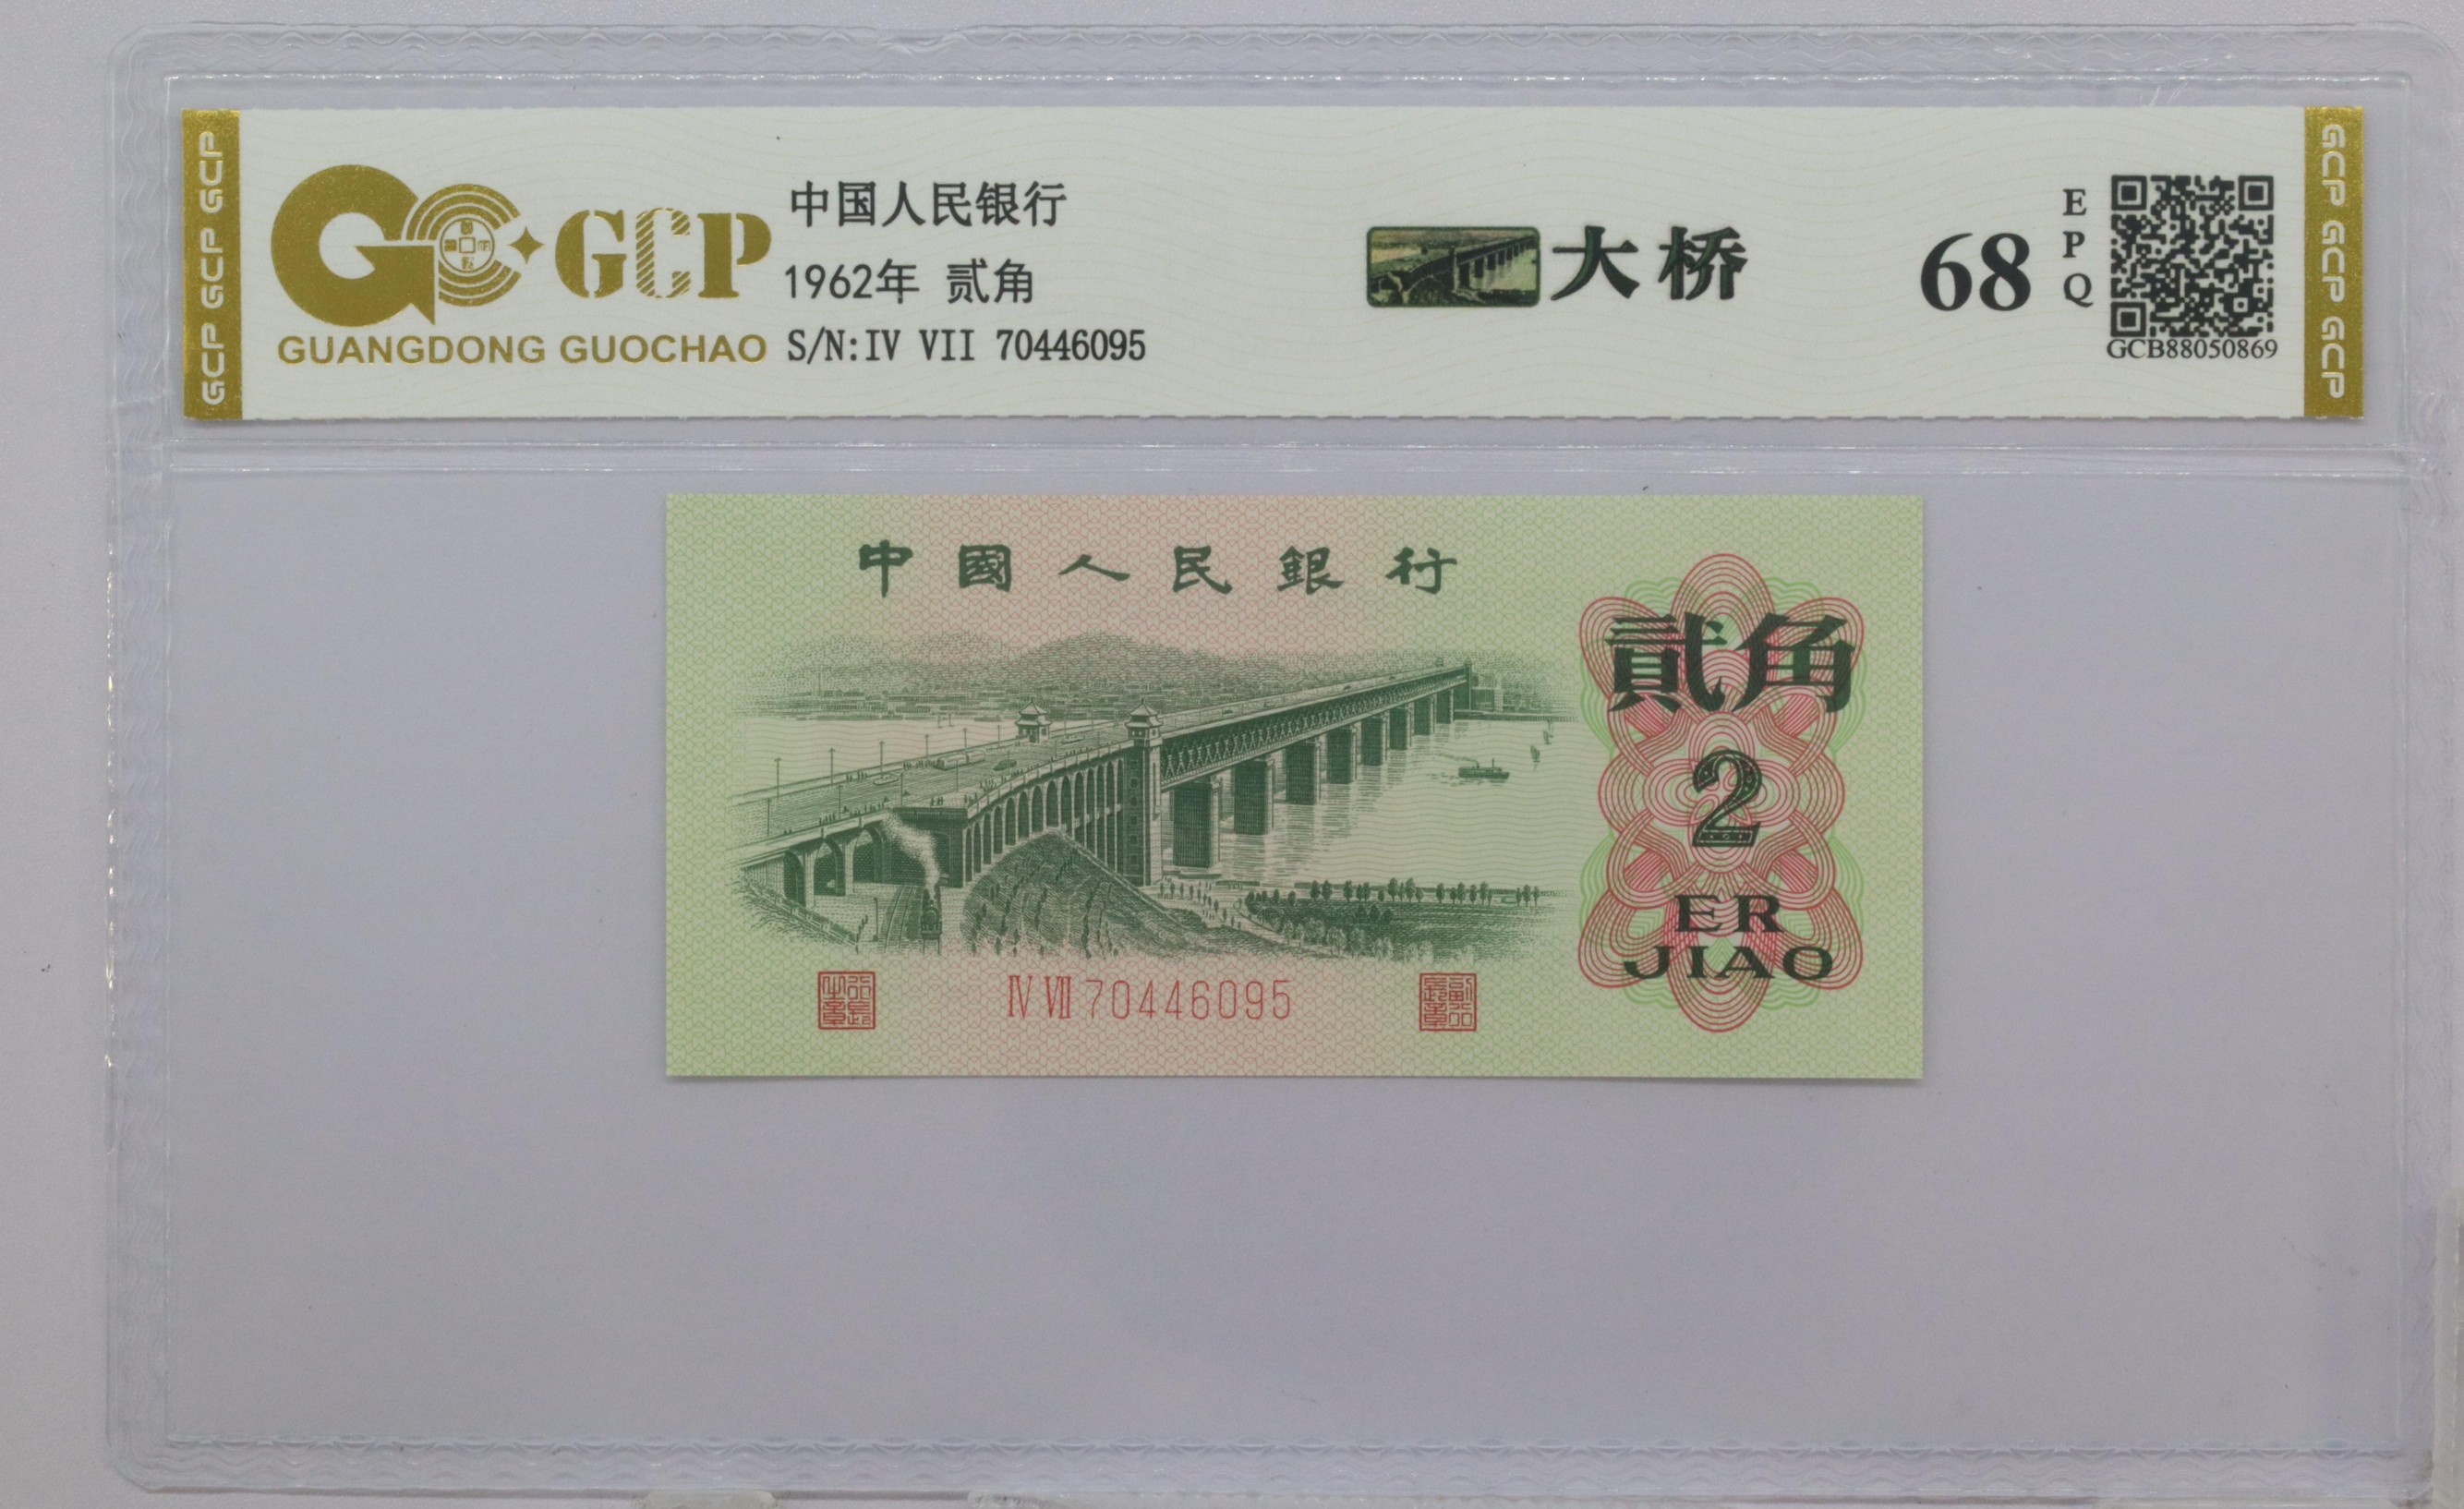 GCP GCP GCP
GCP
GUANGDONG GUOCHAO
中国人民银行
1962年 贰角
S/N:IV VII 70446095
大桥
68
EPQ
GCB88050869
GCP GCP GCP
中國人民銀行
貳角
2
ER
JIAO
IV VII 70446095